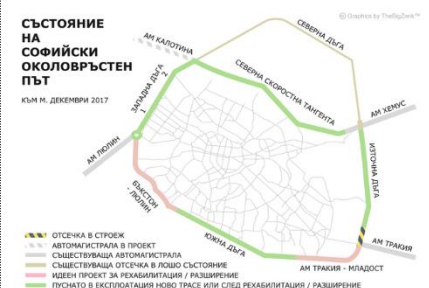 СЪСТОЯНИЕ
НА
СОФИЙСКИ
ОКОЛОВРЪСТЕН
ПЪТ
КЪМ М. ДЕКЕМВРИ 2017
© Graphics by TheBigZank™
АМ КАЛОТИНА
СЕВЕРНА ДЪГА
СЕВЕРНА СКОРОСТНА ТАНГЕНТА
ЗАПАДНА ДЪГА
1
2
АМ ХЕМУС
АМ ЛЮЛИН
ИЗТОЧНА ДЪГА
БЪКСТОН
- ЛЮЛИН
ЮЖНА ДЪГА
АМ ТРАКИЯ
АМ ТРАКИЯ - МЛАДОСТ
ОТСЕЧКА В СТРОЕЖ
АВТОМАГИСТРАЛА В ПРОЕКТ
СЪЩЕСТВУВАЩА АВТОМАГИСТРАЛА
СЪЩЕСТВУВАЩА ОТСЕЧКА В ЛОШО СЪСТОЯНИЕ
ИДЕЕН ПРОЕКТ ЗА РЕХАБИЛИТАЦИЯ / РАЗШИРЕНИЕ
ПУСНАТО В ЕКСПЛОАТАЦИЯ НОВО ТРАСЕ ИЛИ СЛЕД РЕХАБИЛИТАЦИЯ / РАЗШИРЕНИЕ